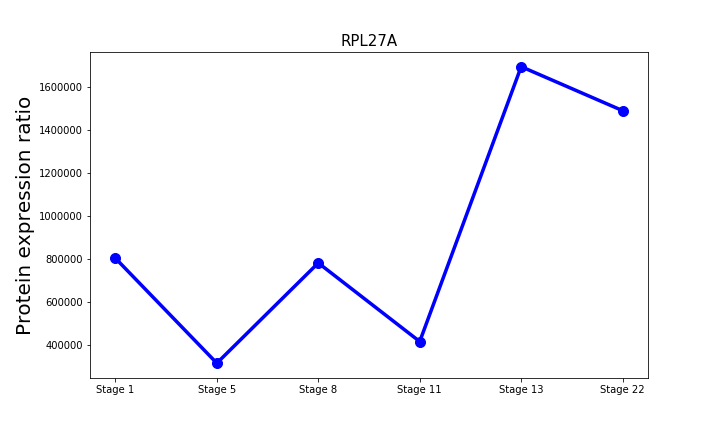 RPL27A
Protein expression ratio
1600000
1400000
1200000
1000000
800000
600000
400000
Stage 1 Stage 5 Stage 8 Stage 11 Stage 13 Stage 22